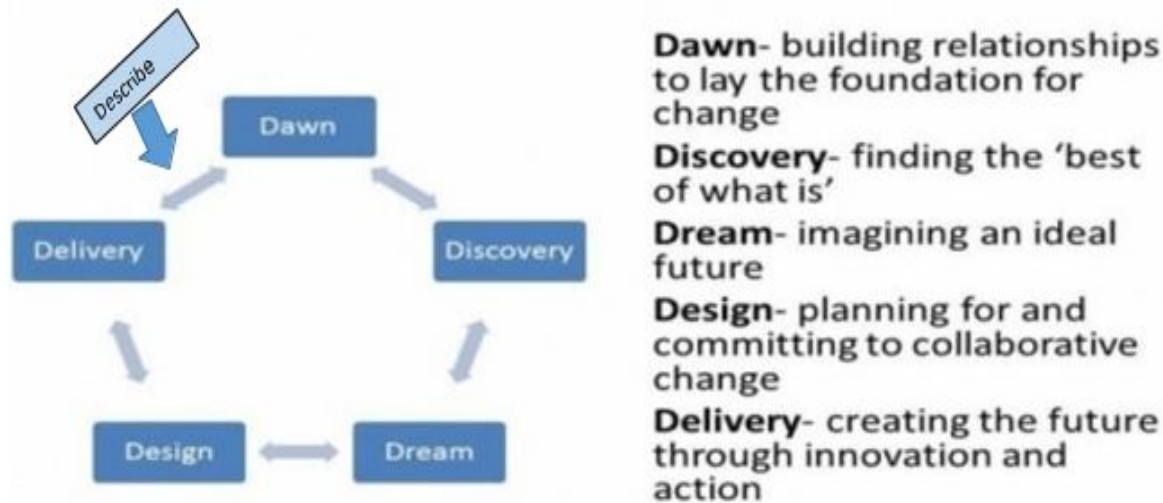 Describe
Dawn
Delivery
Discovery
Design
Dream
Dawn- building relationships
to lay the foundation for
change
Discovery- finding the ‘best
of what is’
Dream- imagining an ideal
future
Design- planning for and
committing to collaborative
change
Delivery- creating the future
through innovation and
action